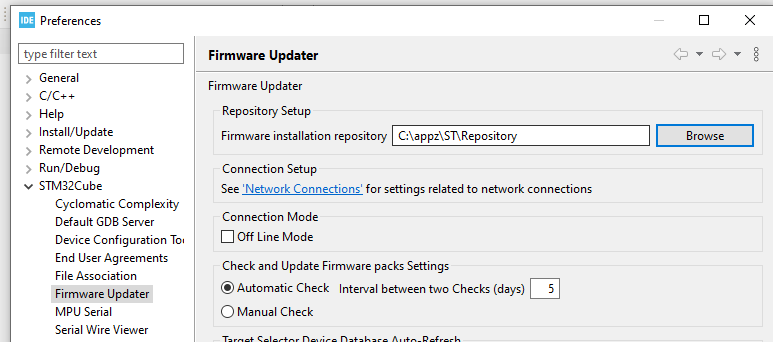 IDE Preferences
type filter text
General
C/C++
Help
Install/Update
Remote Development
Run/Debug
STM32Cube
Cyclomatic Complexity
Default GDB Server
Device Configuration Too
End User Agreements
File Association
Firmware Updater
MPU Serial
Serial Wire Viewer
Firmware Updater
Firmware Updater
Repository Setup
Firmware installation repository C:\appz\ST\Repository Browse
Connection Setup
See 'Network Connections' for settings related to network connections
Connection Mode
Off Line Mode
Check and Update Firmware packs Settings
Automatic Check Interval between two Checks (days) 5
Manual Check
Target Selector Device Database Auto-Refresh